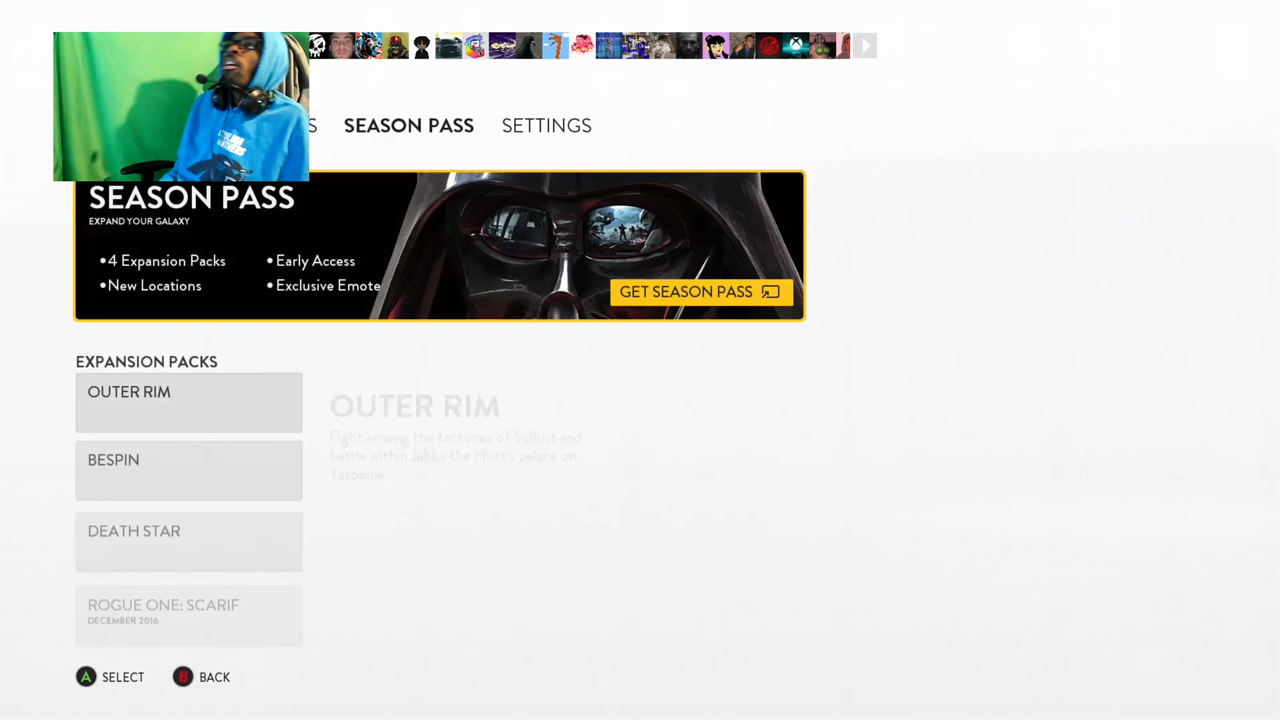 S
SEASON PASS
SETTINGS
SEASON PASS
EXPAND YOUR GALAXY
•4 Expansion Packs
•Early Access
•New Locations
•Exclusive Emote
GET SEASON PASS
EXPANSION PACKS
OUTER RIM
OUTER RIM
Fight among the factories of Sullust and
battle within Jabba the Hutt's palace on
Tatooine.
BESPIN
DEATH STAR
ROGUE ONE: SCARIF
DECEMBER 2016
A SELECT
B BACK